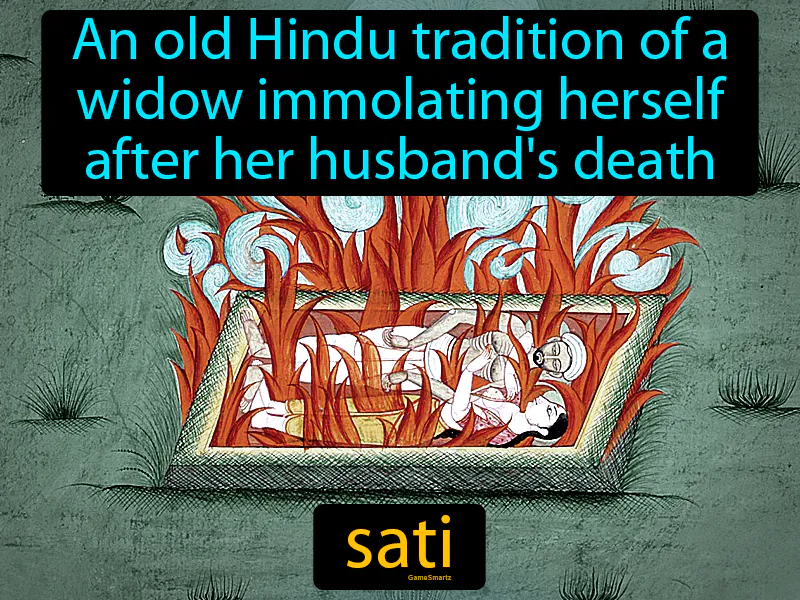 An old Hindu tradition of a
widow immolating herself
after her husband's death
sati
GameSmartz